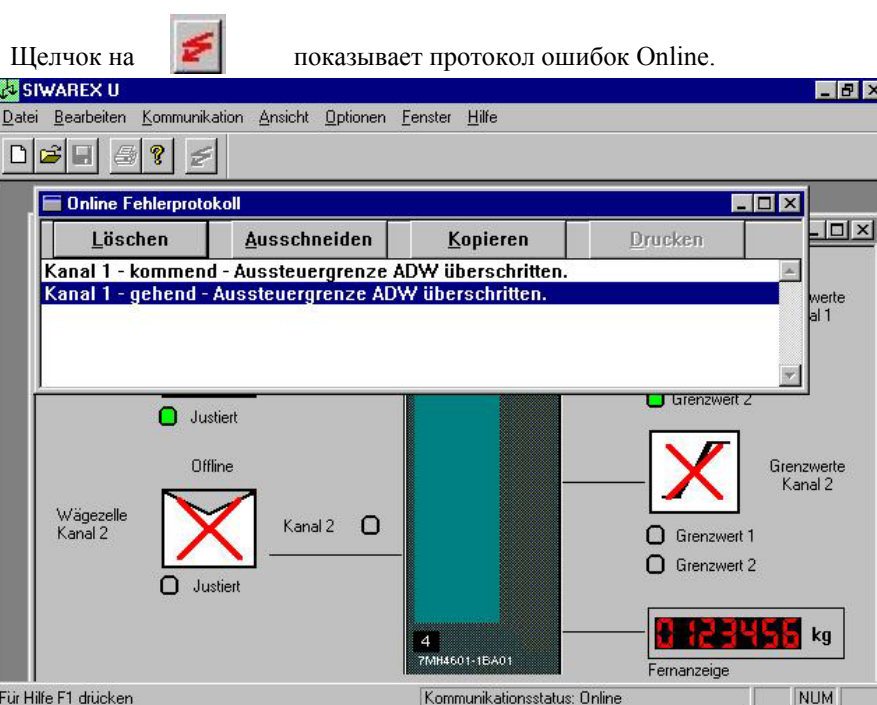 Щелчок на показывает протокол ошибок Online.
SIWAREX U
Datei Bearbeiten Kommunikation Ansicht Optionen Fenster Hilfe
Online Fehlerprotokoll
Löschen Ausschneiden Kopieren Drucken
Kanal 1 - kommend - Aussteuergrenze ADW überschritten.
Kanal 1 - gehend - Aussteuergrenze ADW überschritten.
werte
al 1
Grenzwert 2
Justiert
Offline
Wägezelle
Kanal 2
Kanal 2
Justiert
Grenzwerte
Kanal 2
Grenzwert 1
Grenzwert 2
4
7MH4601-1BA01
0123456 kg
Fernanzeige
Für Hilfe F1 drücken Kommunikationsstatus: Online NUM